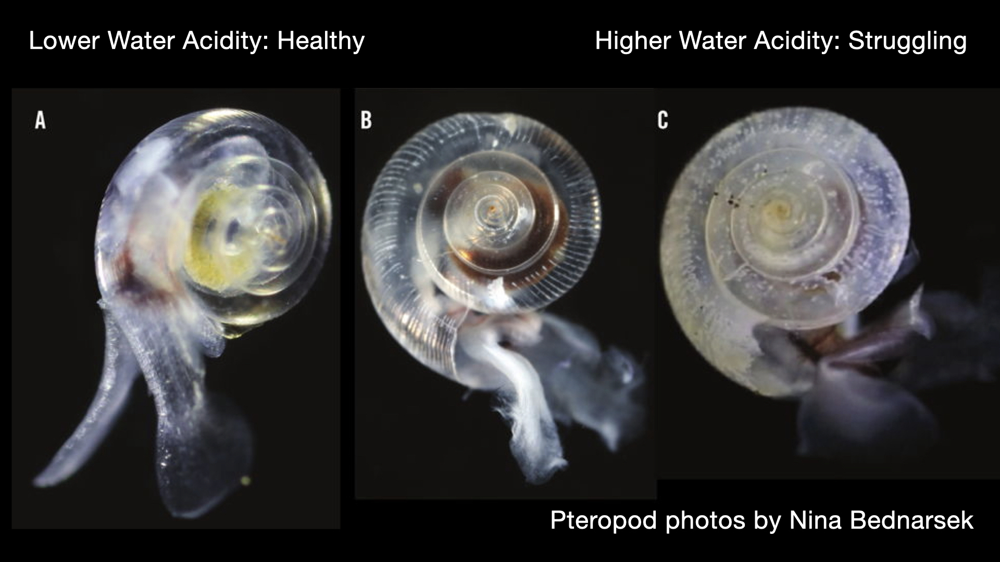 Lower Water Acidity: Healthy
Higher Water Acidity: Struggling
A
B
C
Pteropod photos by Nina Bednarsek